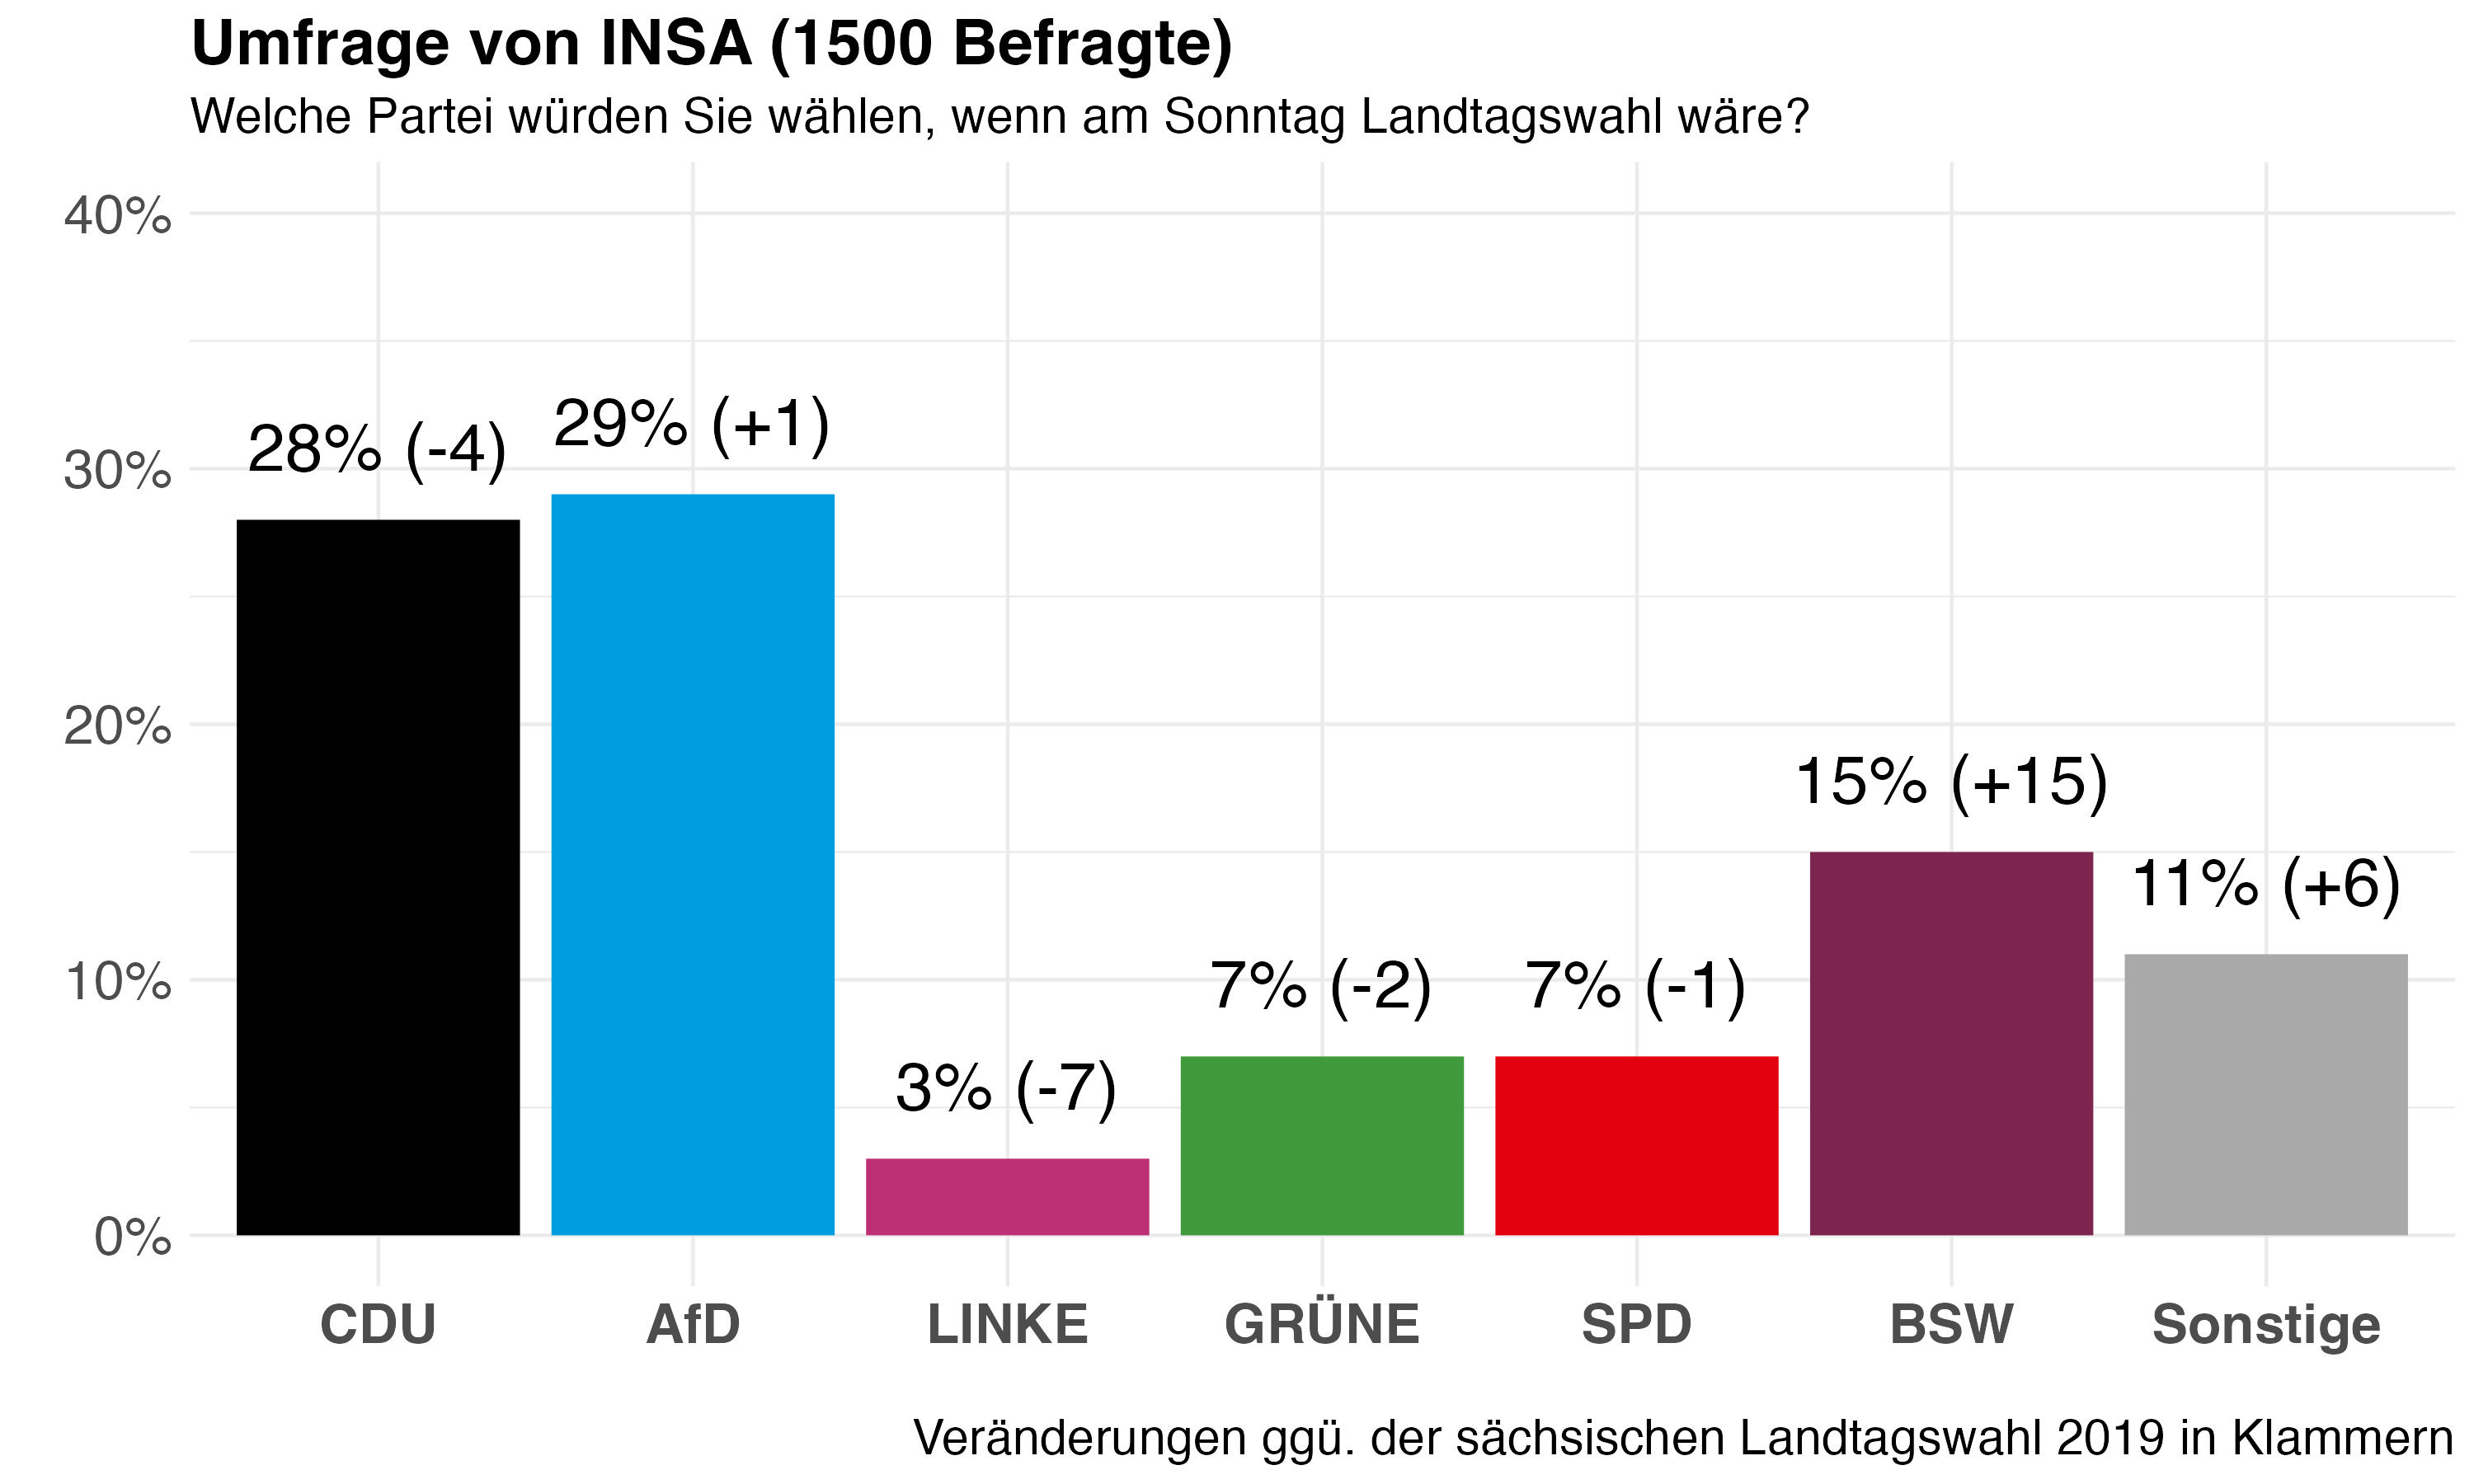 Umfrage von INSA (1500 Befragte)
Welche Partei würden Sie wählen, wenn am Sonntag Landtagswahl wäre?
40%
30%
20%
10%
0%
28% (-4)
29% (+1)
3% (-7)
7% (-2)
7% (-1)
15% (+15)
11% (+6)
CDU
AfD
LINKE
GRÜNE
SPD
BSW
Sonstige
Veränderungen ggü. der sächsischen Landtagswahl 2019 in Klammern